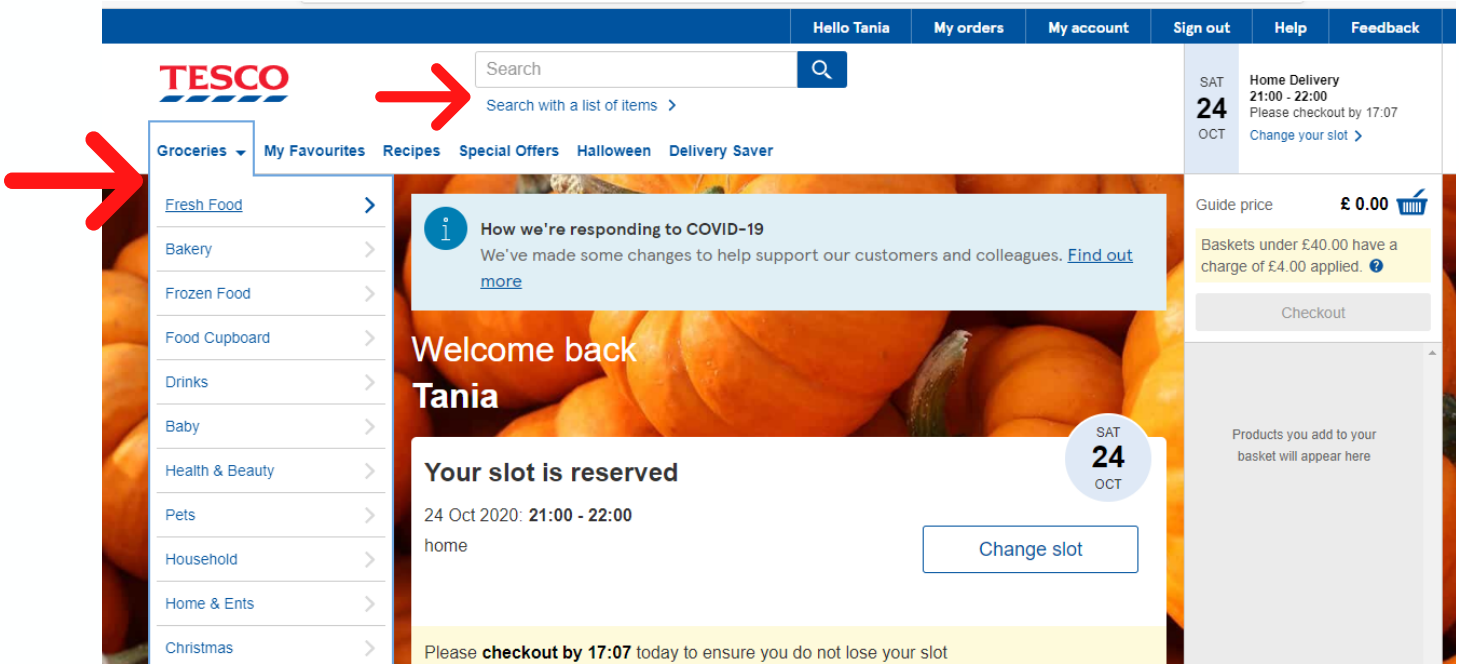 Hello Tania My orders My account Sign out Help Feedback
TESCO
Search
Search with a list of items
SAT
24
OCT
Home Delivery
21:00 - 22:00
Please checkout by 17:07
Change your slot
Groceries My Favourites Recipes Special Offers Halloween Delivery Saver
Fresh Food
Bakery
Frozen Food
Food Cupboard
Drinks
Baby
Health & Beauty
Pets
Household
Home & Ents
Christmas
i
How we're responding to COVID-19
We've made some changes to help support our customers and colleagues. Find out
more
Welcome back
Tania
Your slot is reserved
24 Oct 2020: 21:00 - 22:00
home
SAT
24
OCT
Change slot
Please checkout by 17:07 today to ensure you do not lose your slot
Guide price £ 0.00
Baskets under £40.00 have a
charge of £4.00 applied. ?
Checkout
Products you add to your
basket will appear here